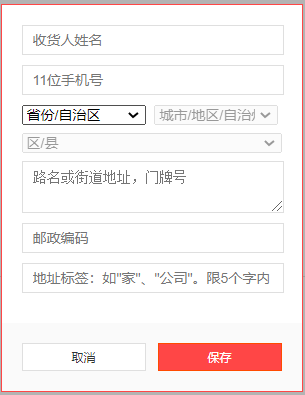 收货人姓名
11位手机号
省份/自治区 城市/地区/自治
区/县
路名或街道地址，门牌号
邮政编码
地址标签：如"家"、"公司"。限5个字内
取消 保存